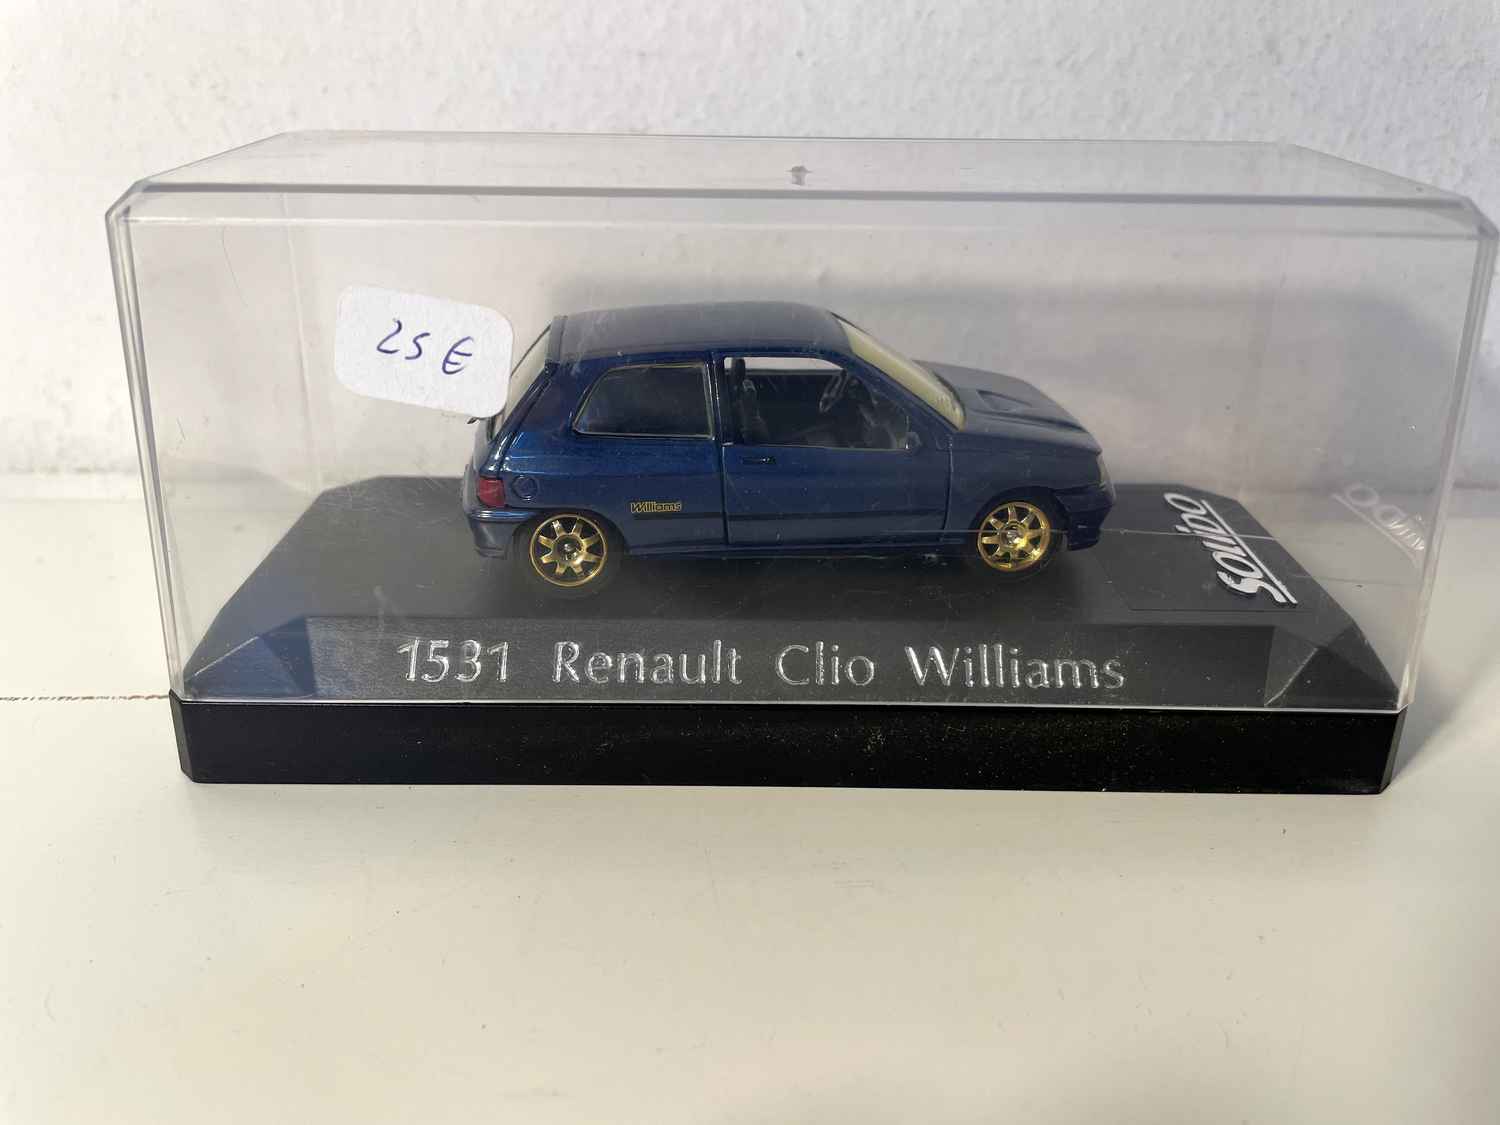 25 €
Williams
SOLIDO
1531 Renault Clio Williams